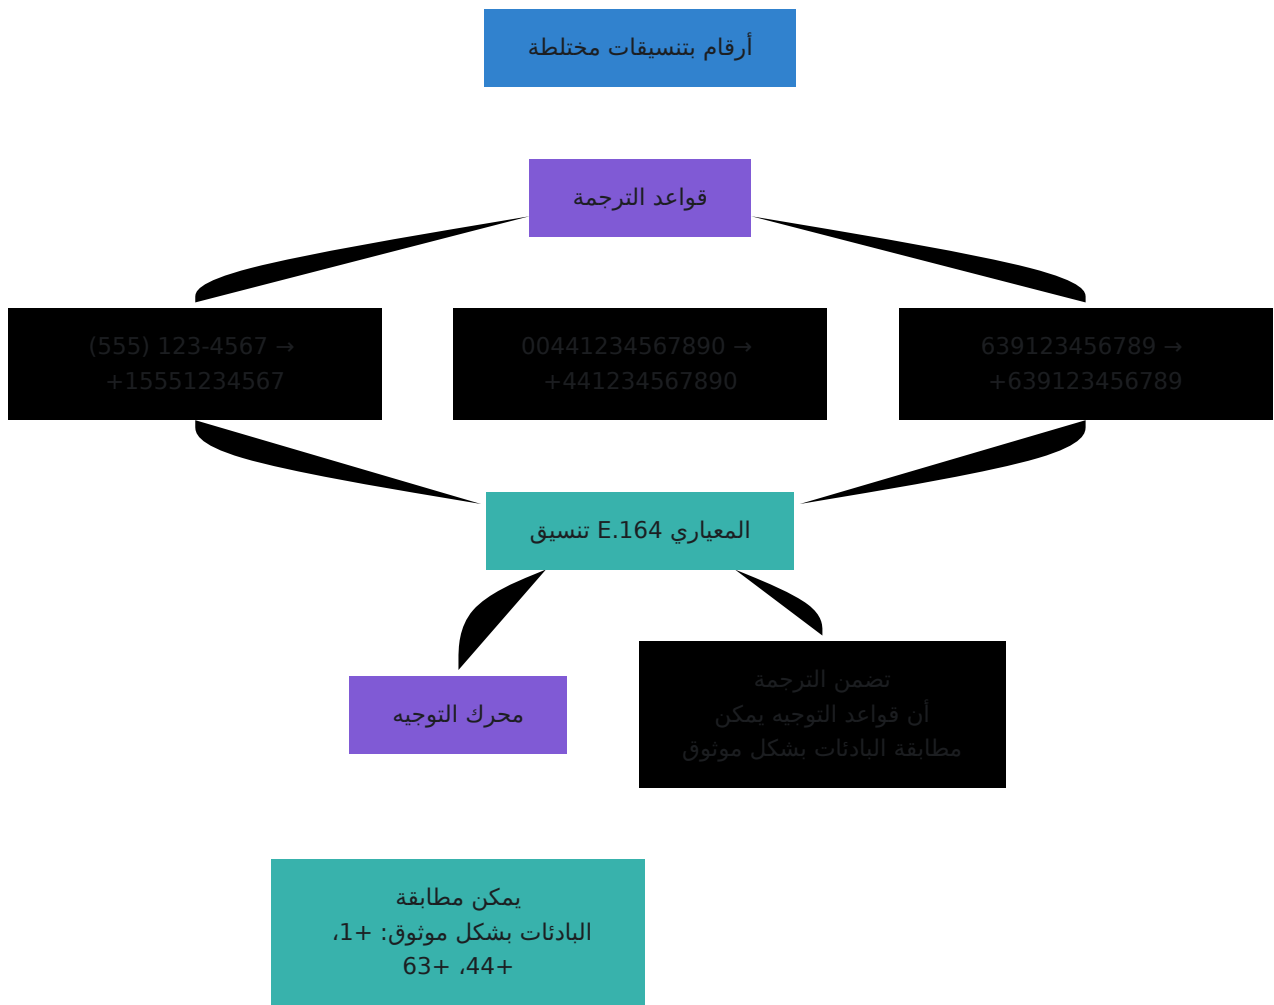 أرقام بتنسيقات مختلطة
قواعد الترجمة
(555) 123-4567 →
+15551234567
00441234567890 →
+441234567890
639123456789 →
+639123456789
المعياري E.164 تنسيق
تضمن الترجمة
أن قواعد التوجيه يمكن
مطابقة البادئات بشكل موثوق
محرك التوجيه
يمكن مطابقة
البادئات بشكل موثوق: +1،
+44، +63